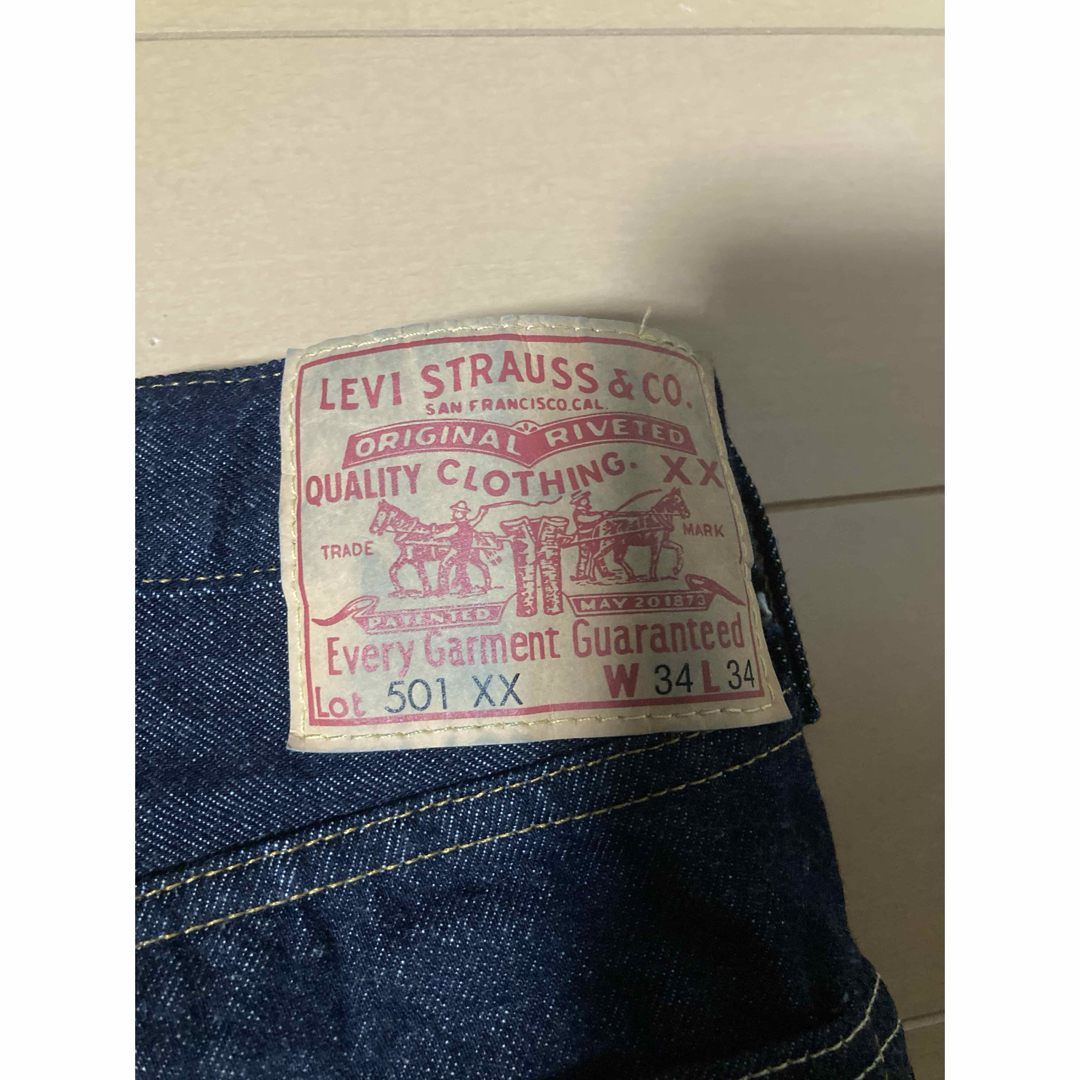 LEVI STRAUSS & CO.
SAN FRANCISCO.CAL.
ORIGINAL RIVETED
QUALITY CLOTHING. XX
TRADE MARK
PATENTED MAY 20 1873
Every Garment Guaranteed
Lot 501 XX W 34 L 34